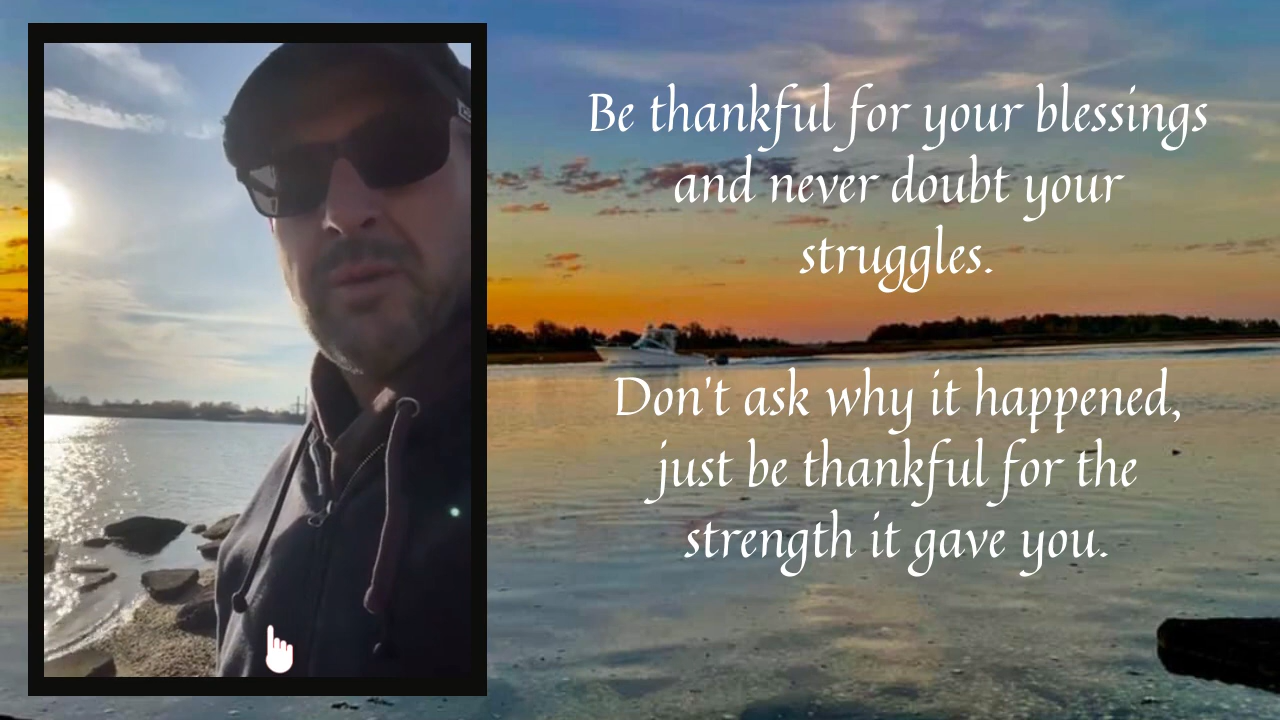 Be thankful for your blessings
and never doubt your
struggles.
Don't ask why it happened,
just be thankful for the
strength it gave you.